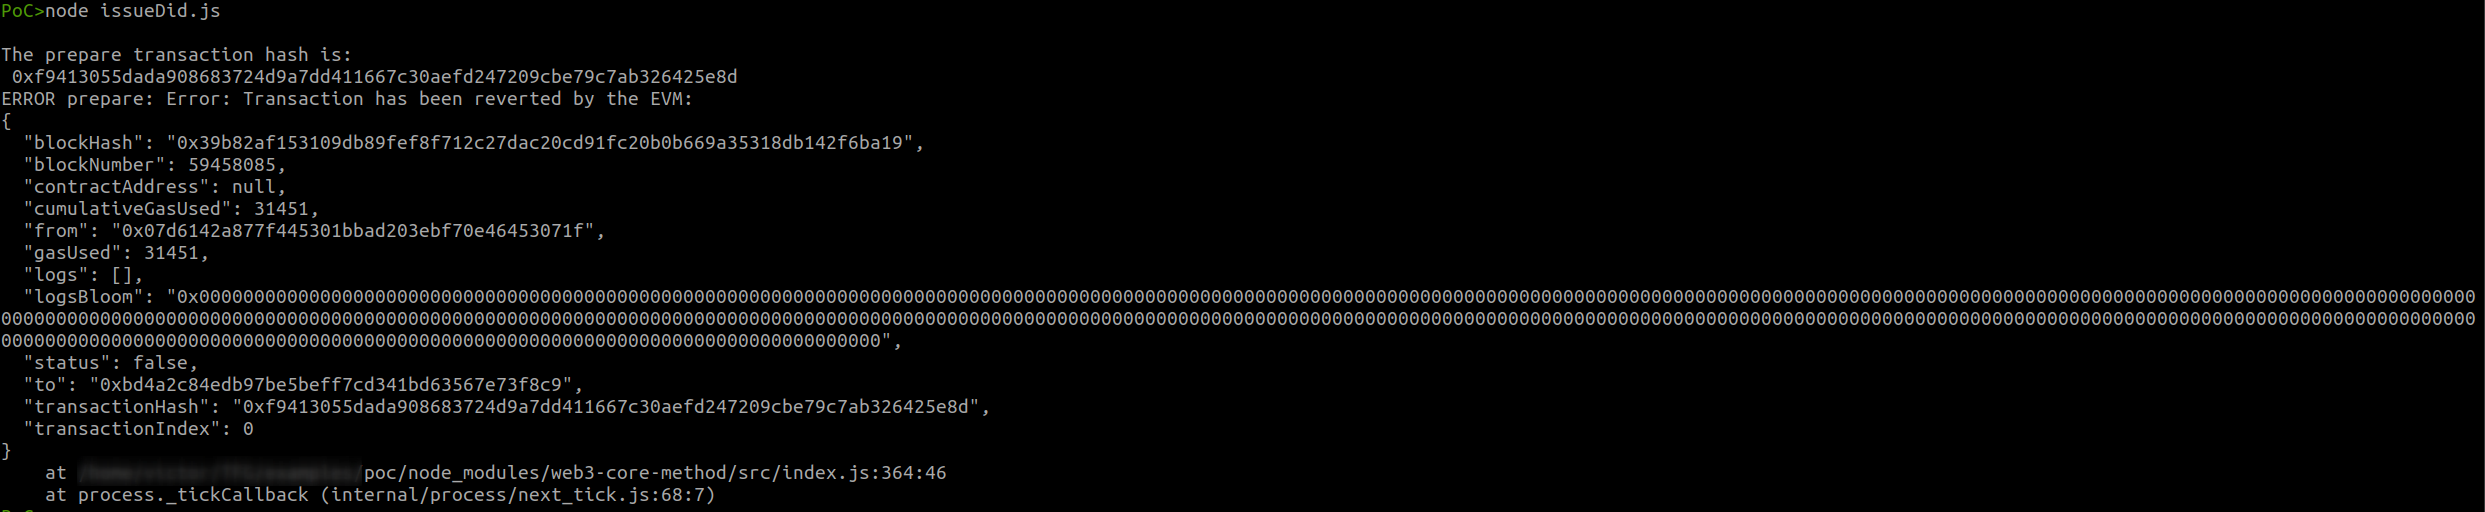 PoC>node issueDid.js
The prepare transaction hash is:
0xf9413055dada908683724d9a7dd411667c30aefd247209cbe79c7ab326425e8d
ERROR prepare: Error: Transaction has been reverted by the EVM:
{
"blockHash": "0x39b82af153109db89fef8f712c27dac20cd91fc20b0b669a35318db142f6ba19",
"blockNumber": 59458085,
"contractAddress": null,
"cumulativeGasUsed": 31451,
"from": "0x07d6142a877f445301bbad203ebf70e46453071f",
"gasUsed": 31451,
"logs": [],
"logsBloom": "0x000000000000000000000000000000000000000000000000000000000000000000000000000000000000000000000000000000000000000000000000000000000000000000000000000000000000000000000000000000000000000000000000000000000000000
000000000000000000000000000000000000000000000000000000000000000000000000000000000000000000000000000000000000000000000000000000000000000000000000000000000000000000000000000000000000000000000000000000000000000000000000000000000
00000000000000000000000000000000000000000000000000000000000000000000000000000000",
"status": false,
"to": "0xbd4a2c84edb97be5beff7cd341bd63567e73f8c9",
"transactionHash": "0xf9413055dada908683724d9a7dd411667c30aefd247209cbe79c7ab326425e8d",
"transactionIndex": 0
}
at poc/node_modules/web3-core-method/src/index.js:364:46
at process._tickCallback (internal/process/next_tick.js:68:7)